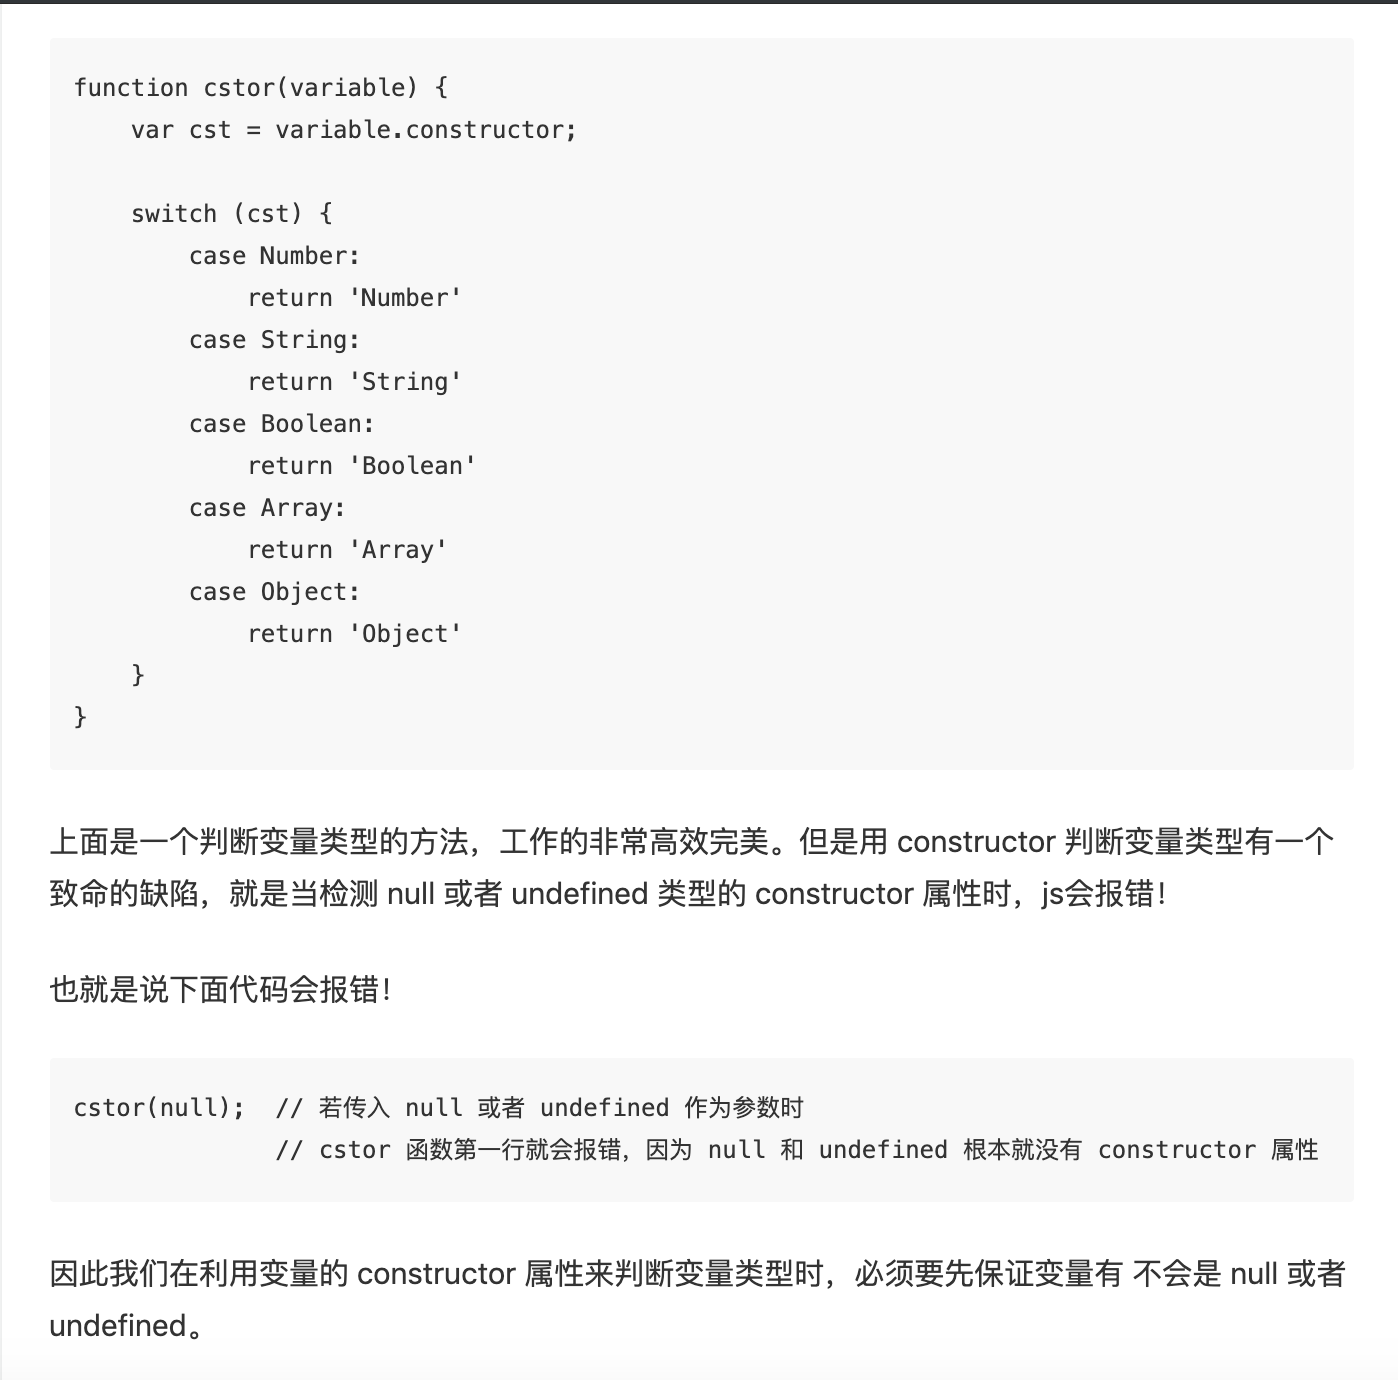 function cstor(variable) {
    var cst = variable.constructor;

    switch (cst) {
        case Number:
            return 'Number'
        case String:
            return 'String'
        case Boolean:
            return 'Boolean'
        case Array:
            return 'Array'
        case Object:
            return 'Object'
    }
}
上面是一个判断变量类型的方法，工作的非常高效完美。但是用 constructor 判断变量类型有一个
致命的缺陷，就是当检测 null 或者 undefined 类型的 constructor 属性时，js会报错！
也就是说下面代码会报错！
cstor(null);  // 若传入 null 或者 undefined 作为参数时
              // cstor 函数第一行就会报错，因为 null 和 undefined 根本就没有 constructor 属性
因此我们在利用变量的 constructor 属性来判断变量类型时，必须要先保证变量有 不会是 null 或者
undefined。